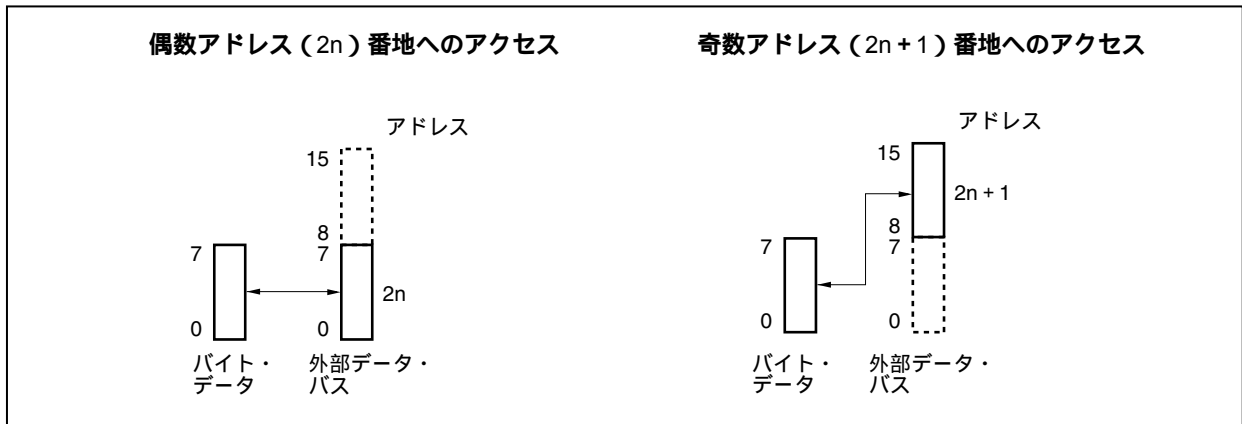 偶数アドレス（2n）番地へのアクセス
アドレス
15
8
7
7
2n
0
0
バイト・
データ
外部データ・
バス
奇数アドレス（2n + 1）番地へのアクセス
アドレス
15
2n + 1
8
7
7
0
0
バイト・
データ
外部データ・
バス